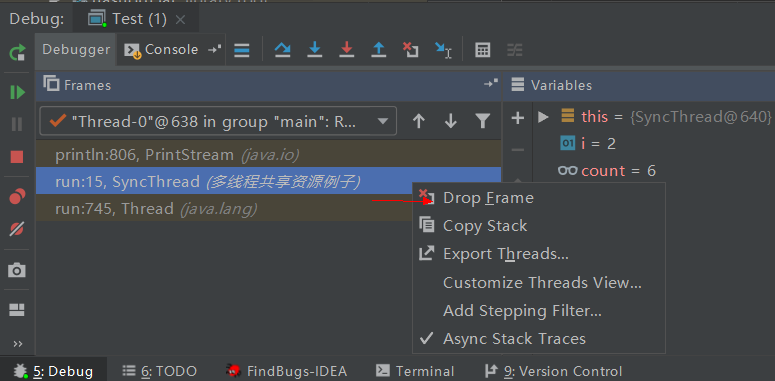 Debug: Test (1)
Debugger Console
Frames Variables
"Thread-0"@638 in group "main": R...
println:806, PrintStream (java.io)
run:15, SyncThread (多线程共享资源例子)
run:745, Thread (java.lang)
this = {SyncThread@640}
i = 2
count = 6
Drop Frame
Copy Stack
Export Threads...
Customize Threads View...
Add Stepping Filter...
Async Stack Traces
5: Debug 6: TODO FindBugs-IDEA Terminal 9: Version Control